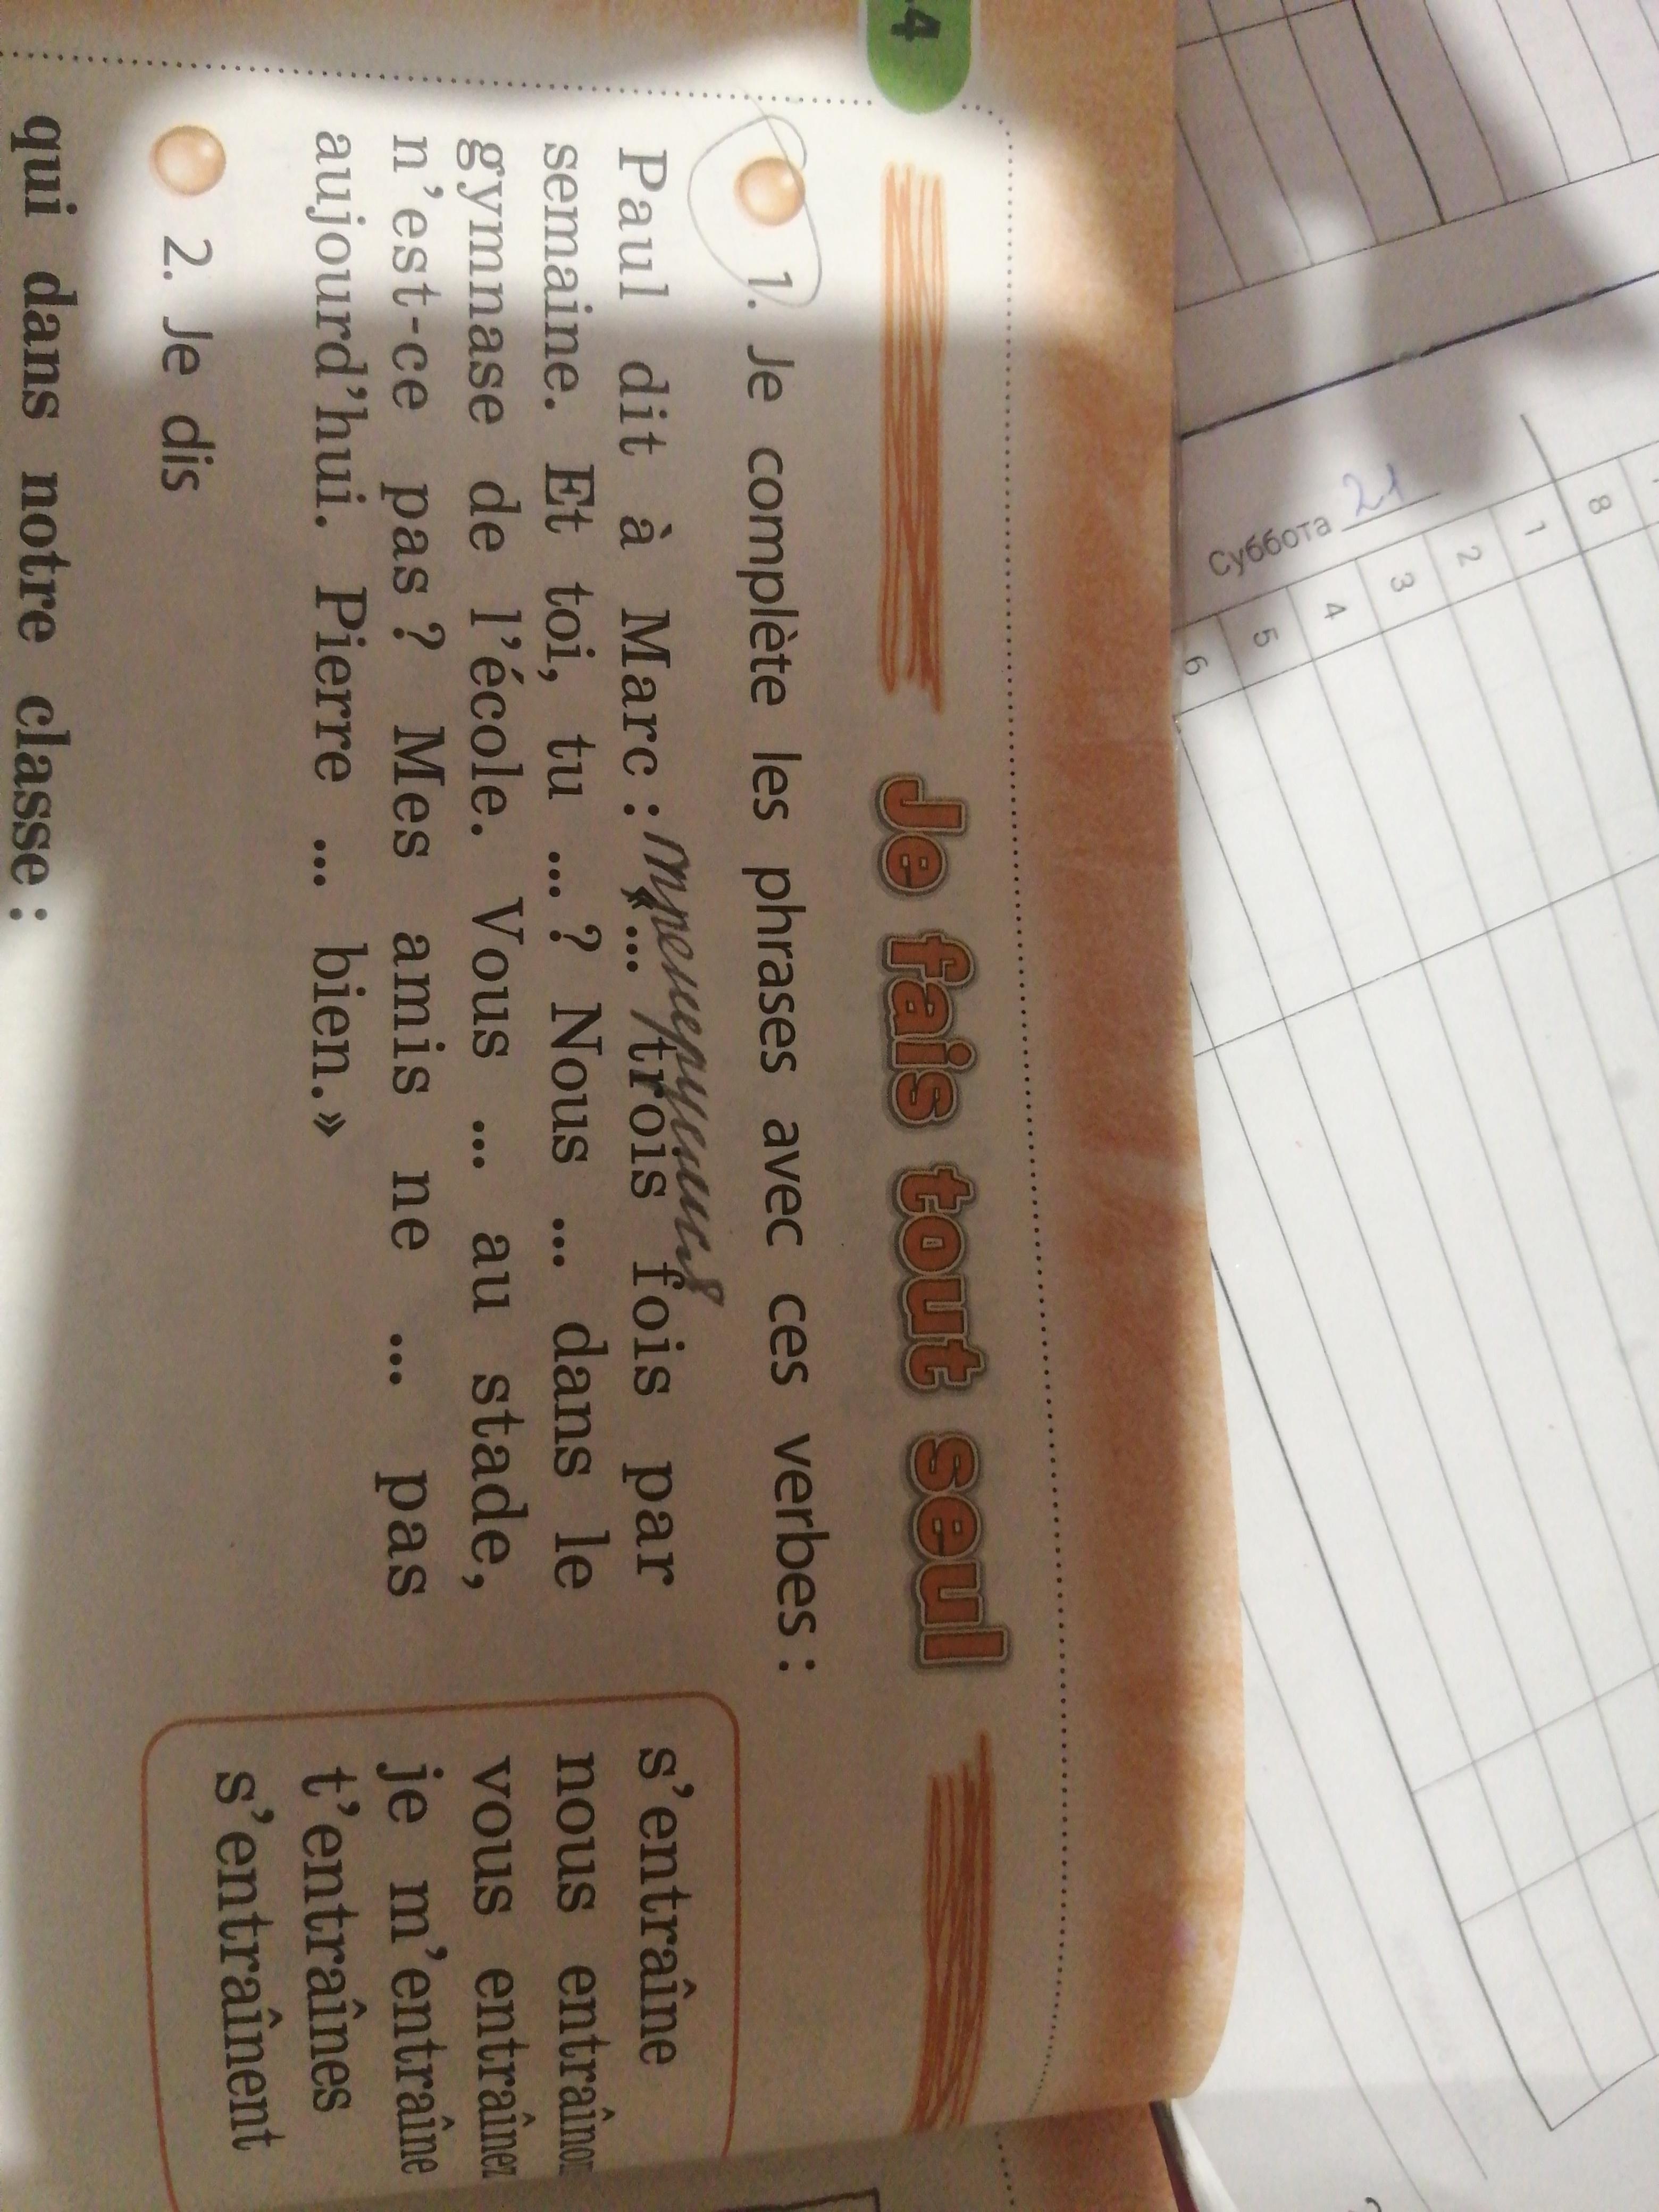 4
Je fais tout seul
1. Je complète les phrases avec ces verbes :
тренируешься
Paul dit à Marc : « ... trois fois par
semaine. Et toi, tu ... ? Nous ... dans le
gymnase de l'école. Vous ... au stade,
n'est-ce pas ? Mes amis ne ... pas
aujourd'hui. Pierre ... bien. »
s'entraîne
nous
vous entraînez
je m'entraîne
t'entraînes
s'entraînent
2. Je dis
qui dans notre classe :
Суббота 21
8
1
2
3
4
5
6